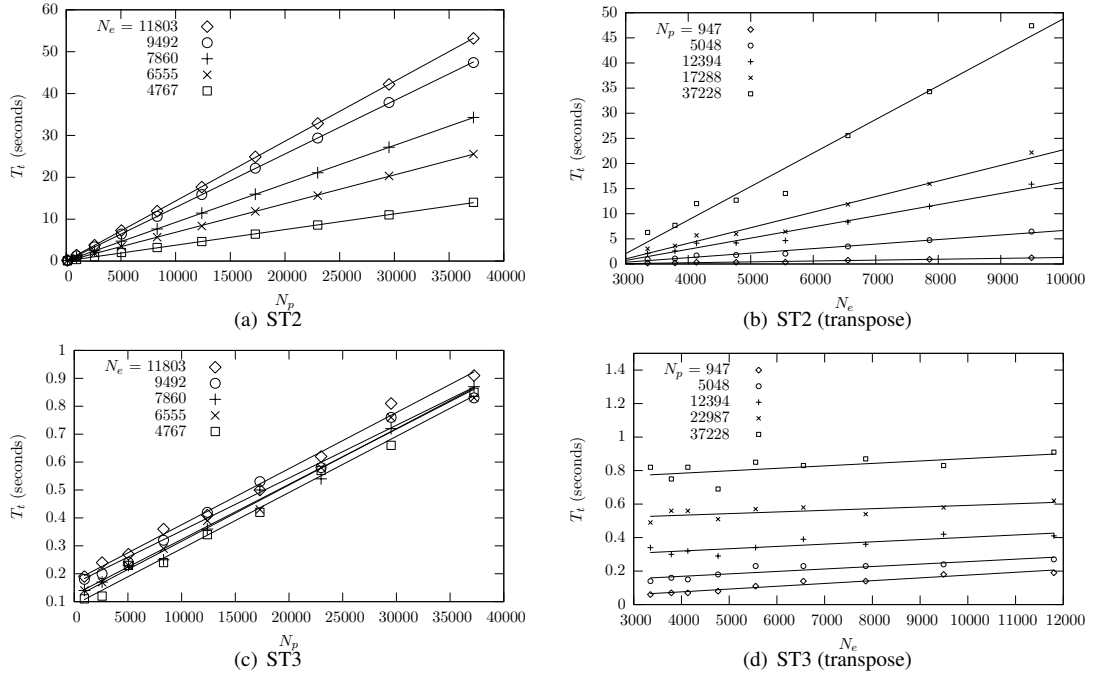 60
50
40
30
20
10
0
T_t (seconds)
0 5000 10000 15000 20000 25000 30000 35000 40000
N_p
N_e = 11803
9492
7860
6555
4767
(a) ST2
50
45
40
35
30
25
20
15
10
5
0
T_t (seconds)
3000 4000 5000 6000 7000 8000 9000 10000
N_e
N_p = 947
5048
12394
17288
37228
(b) ST2 (transpose)
1
0.9
0.8
0.7
0.6
0.5
0.4
0.3
0.2
0.1
T_t (seconds)
0 5000 10000 15000 20000 25000 30000 35000 40000
N_p
N_e = 11803
9492
7860
6555
4767
(c) ST3
1.4
1.2
1
0.8
0.6
0.4
0.2
0
T_t (seconds)
3000 4000 5000 6000 7000 8000 9000 10000 11000 12000
N_e
N_p = 947
5048
12394
22987
37228
(d) ST3 (transpose)